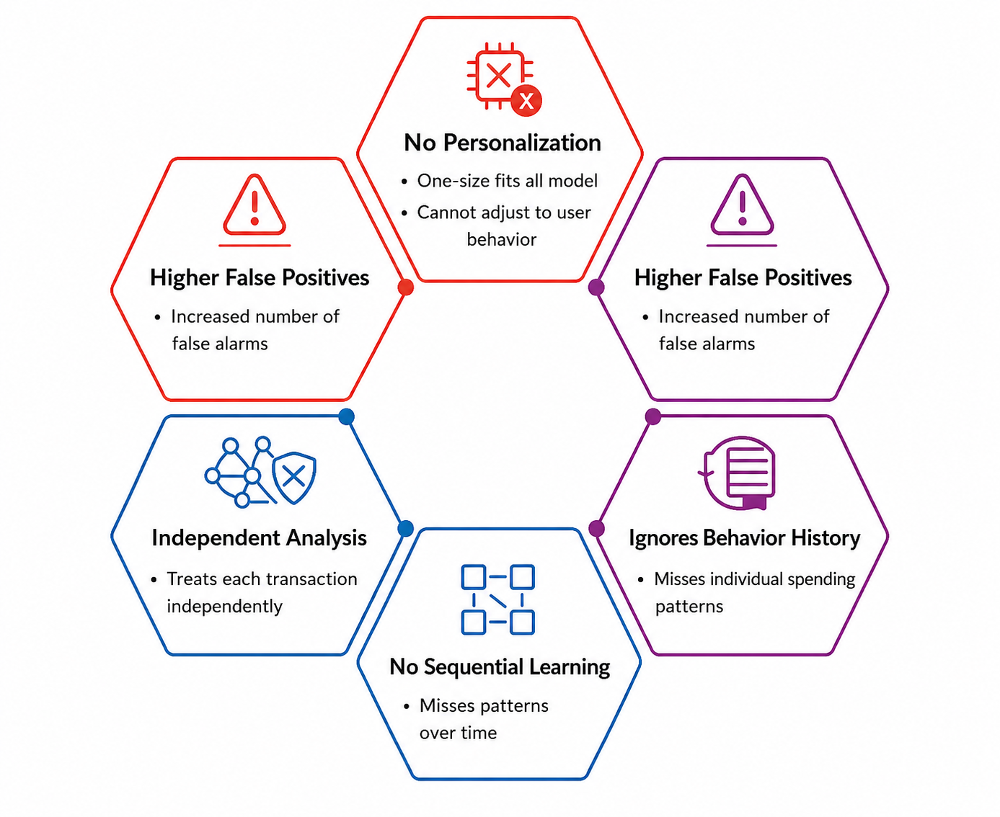 X
No Personalization
• One-size fits all model
• Cannot adjust to user
behavior
Higher False Positives
• Increased number of
false alarms
Higher False Positives
• Increased number of
false alarms
Independent Analysis
• Treats each transaction
independently
Ignores Behavior History
• Misses individual spending
patterns
No Sequential Learning
• Misses patterns
over time